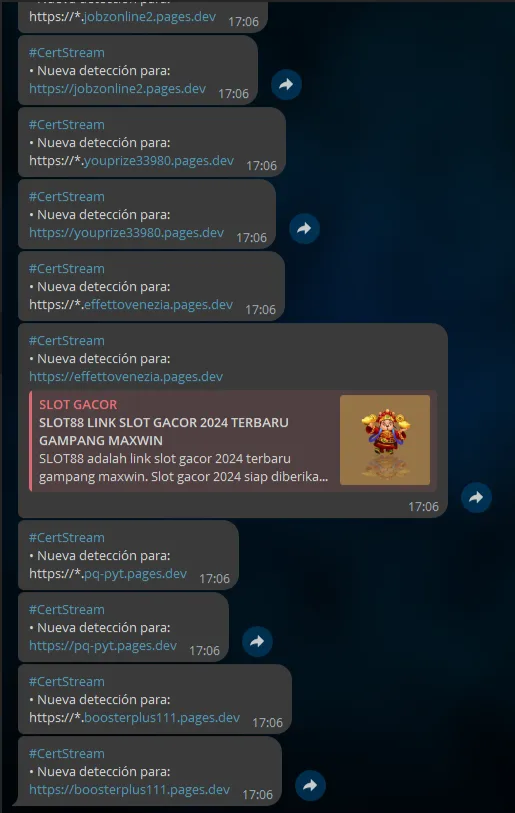 https://*.jobzonline2.pages.dev 17:06
#CertStream
• Nueva detección para:
https://jobzonline2.pages.dev 17:06
#CertStream
• Nueva detección para:
https://*.youprize33980.pages.dev 17:06
#CertStream
• Nueva detección para:
https://youprize33980.pages.dev 17:06
#CertStream
• Nueva detección para:
https://*.effettovenezia.pages.dev 17:06
#CertStream
• Nueva detección para:
https://effettovenezia.pages.dev
SLOT GACOR
SLOT88 LINK SLOT GACOR 2024 TERBARU
GAMPANG MAXWIN
SLOT88 adalah link slot gacor 2024 terbaru
gampang maxwin. Slot gacor 2024 siap diberika...
17:06
#CertStream
• Nueva detección para:
https://*.pq-pyt.pages.dev 17:06
#CertStream
• Nueva detección para:
https://pq-pyt.pages.dev 17:06
#CertStream
• Nueva detección para:
https://*.boosterplus111.pages.dev 17:06
#CertStream
• Nueva detección para:
https://boosterplus111.pages.dev 17:06